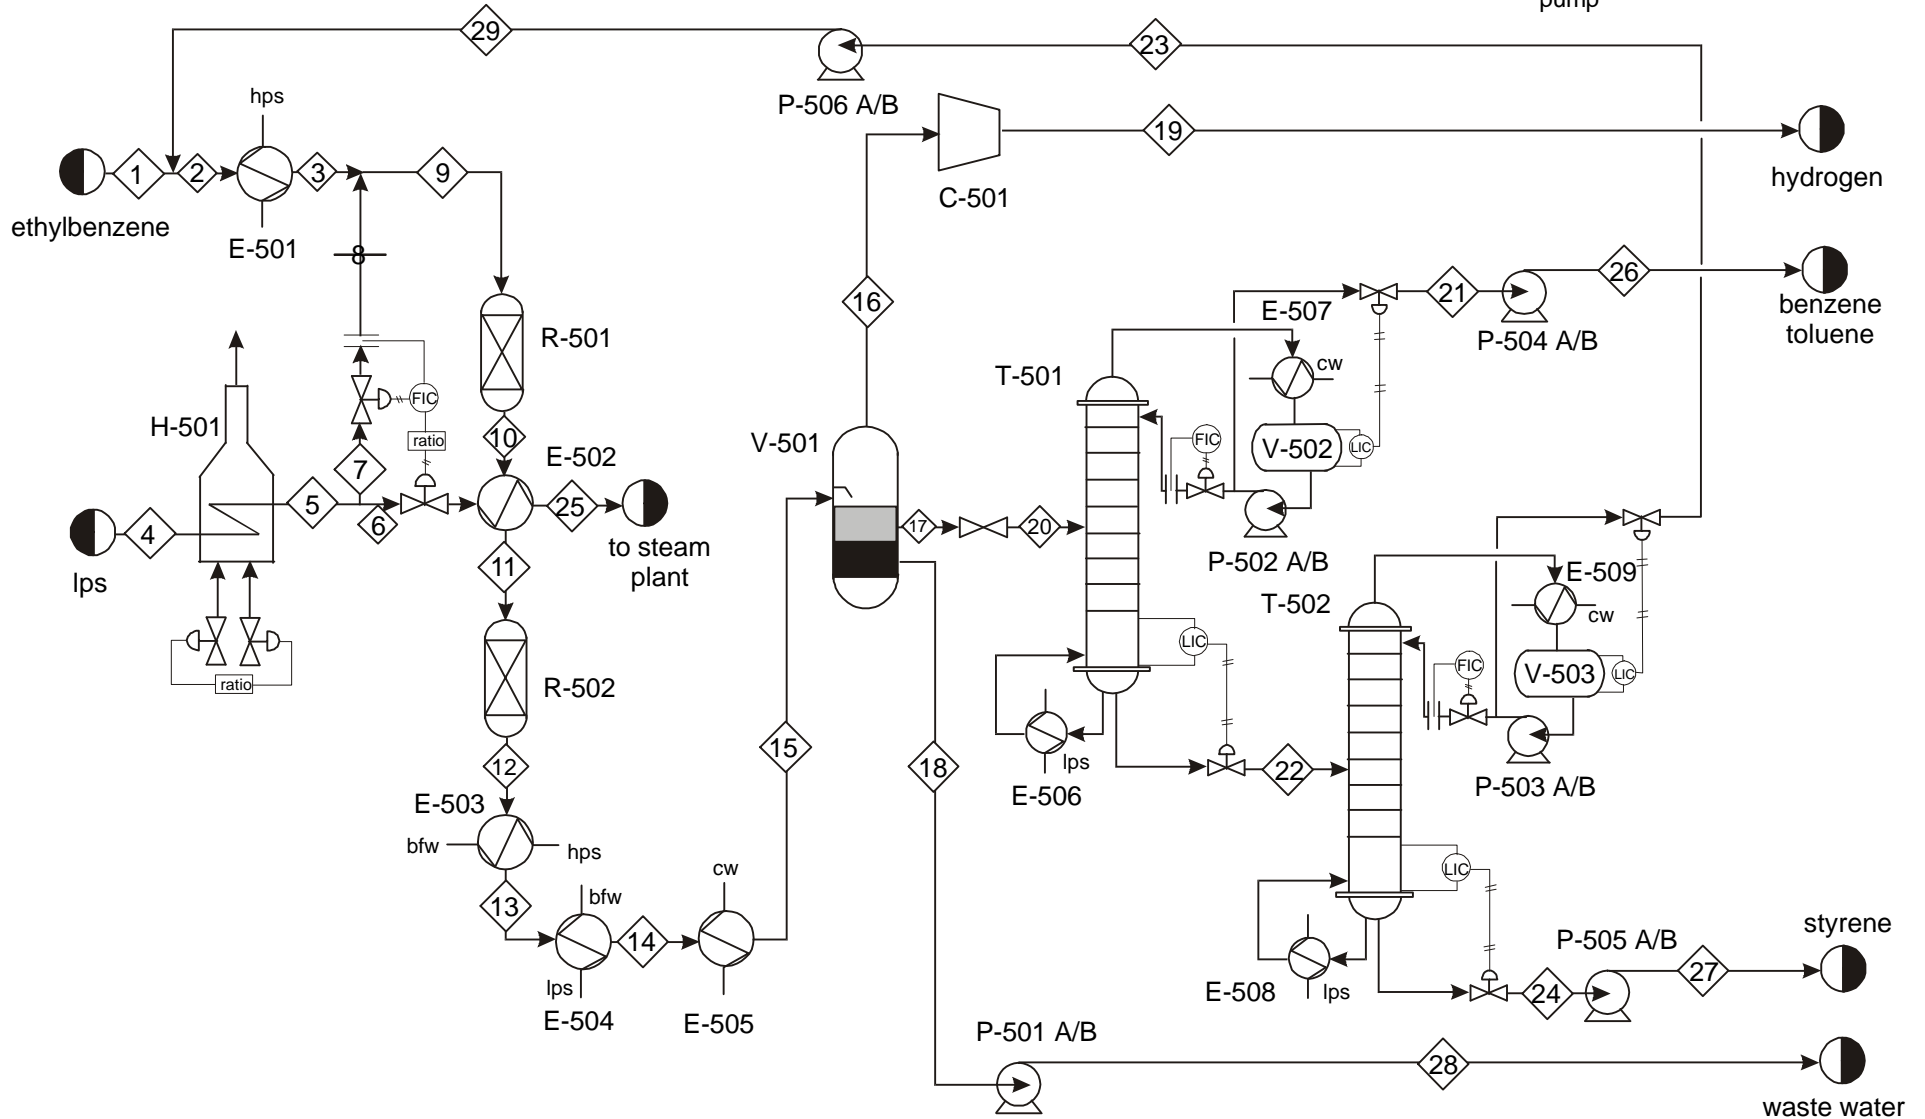 pump
29
23
P-506 A/B
hps
19
1
2
3
9
hydrogen
ethylbenzene
E-501
C-501
8
16
E-507
21
26
R-501
benzene
toluene
P-504 A/B
cw
T-501
FIC
H-501
10
ratio
V-501
FIC
V-502
LIC
E-502
7
4
5
6
25
17
20
lps
to steam
plant
P-502 A/B
11
E-509
T-502
cw
LIC
FIC
V-503
LIC
ratio
R-502
15
18
12
lps
22
E-506
P-503 A/B
E-503
bfw
hps
cw
LIC
13
bfw
14
styrene
P-505 A/B
27
lps
E-508
lps
24
E-504
E-505
P-501 A/B
28
waste water